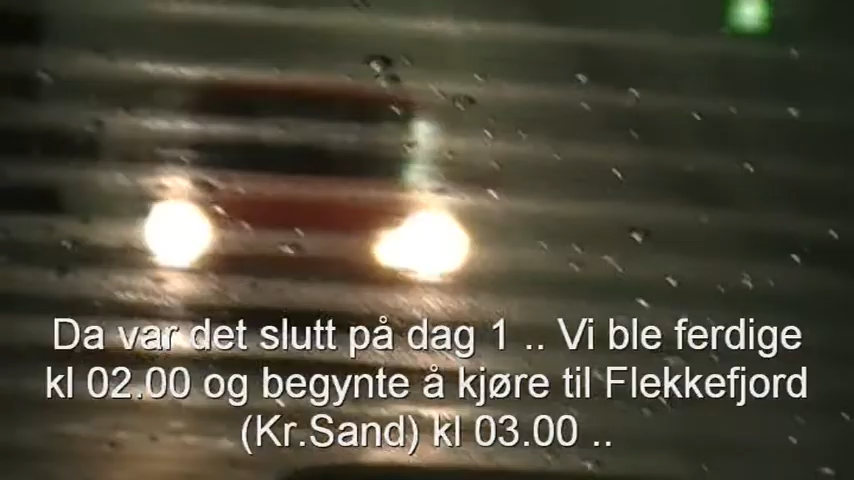 Da var det slutt på dag 1 .. Vi ble ferdige
kl 02.00 og begynte å kjøre til Flekkefjord
(Kr.Sand) kl 03.00 ..